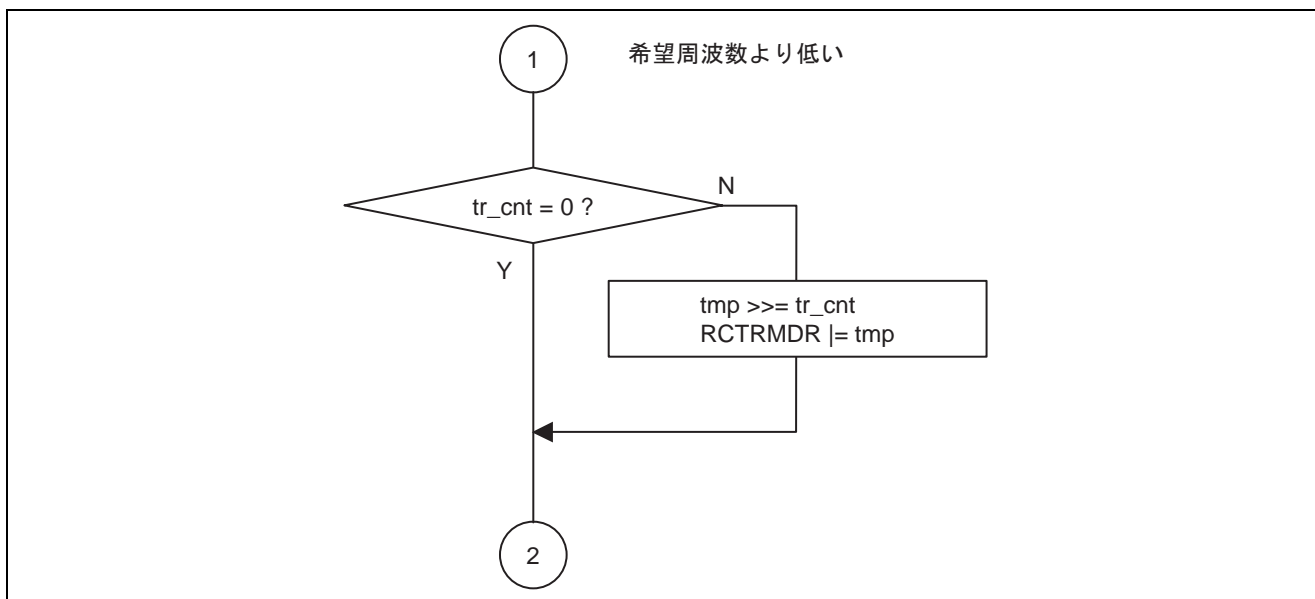 1
希望周波数より低い
tr_cnt = 0 ?
N
Y
tmp >>= tr_cnt
RCTRMDR |= tmp
2